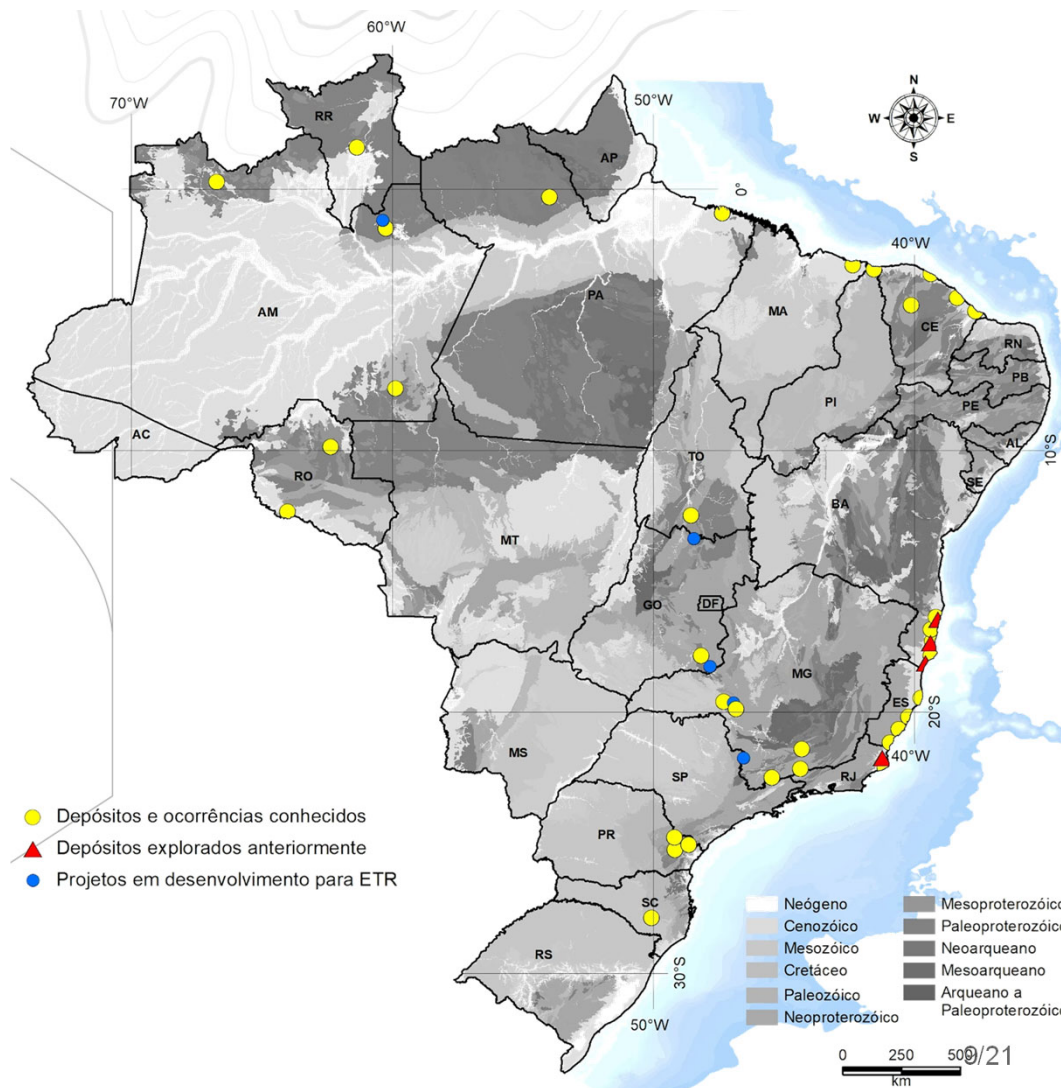 60°W
70°W
50°W
N
W
E
S
RR
AP
0°
40°W
AM
PA
MA
CE
RN
PB
PI
PE
AC
AL
10°S
TO
SE
RO
BA
MT
GO
DF
MG
ES
20°S
40°W
MS
SP
RJ
Depósitos e ocorrências conhecidos
PR
Depósitos explorados anteriormente
Projetos em desenvolvimento para ETR
SC
Neógeno
Mesoproterozóico
Cenozóico
Paleoproterozóico
RS
Mesozóico
Neoarqueano
30°S
Cretáceo
Mesoarqueano
Paleozóico
Arqueano a
Paleoproterozóico
50°W
Neoproterozóico
9/21
0 250 500
km